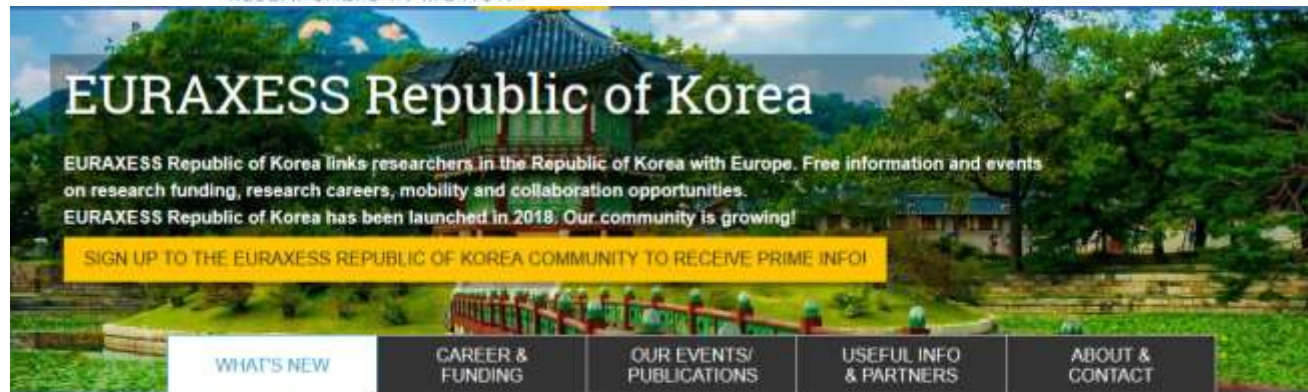 EURAXESS Republic of Korea
EURAXESS Republic of Korea links researchers in the Republic of Korea with Europe. Free information and events
on research funding, research careers, mobility and collaboration opportunities.
EURAXESS Republic of Korea has been launched in 2018. Our community is growing!
SIGN UP TO THE EURAXESS REPUBLIC OF KOREA COMMUNITY TO RECEIVE PRIME INFO!
WHAT'S NEW
CAREER &
FUNDING
OUR EVENTS/
PUBLICATIONS
USEFUL INFO
& PARTNERS
ABOUT &
CONTACT